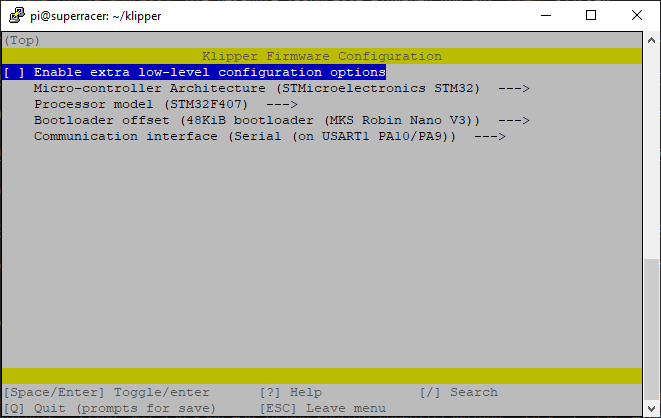 pi@superracer: ~/klipper
(Top)
Klipper Firmware Configuration
[ ] Enable extra low-level configuration options
Micro-controller Architecture (STMicroelectronics STM32)  --->
Processor model (STM32F407)  --->
Bootloader offset (48KiB bootloader (MKS Robin Nano V3))  --->
Communication interface (Serial (on USART1 PA10/PA9))  --->
[Space/Enter] Toggle/enter [?] Help [/] Search
[Q] Quit (prompts for save) [ESC] Leave menu